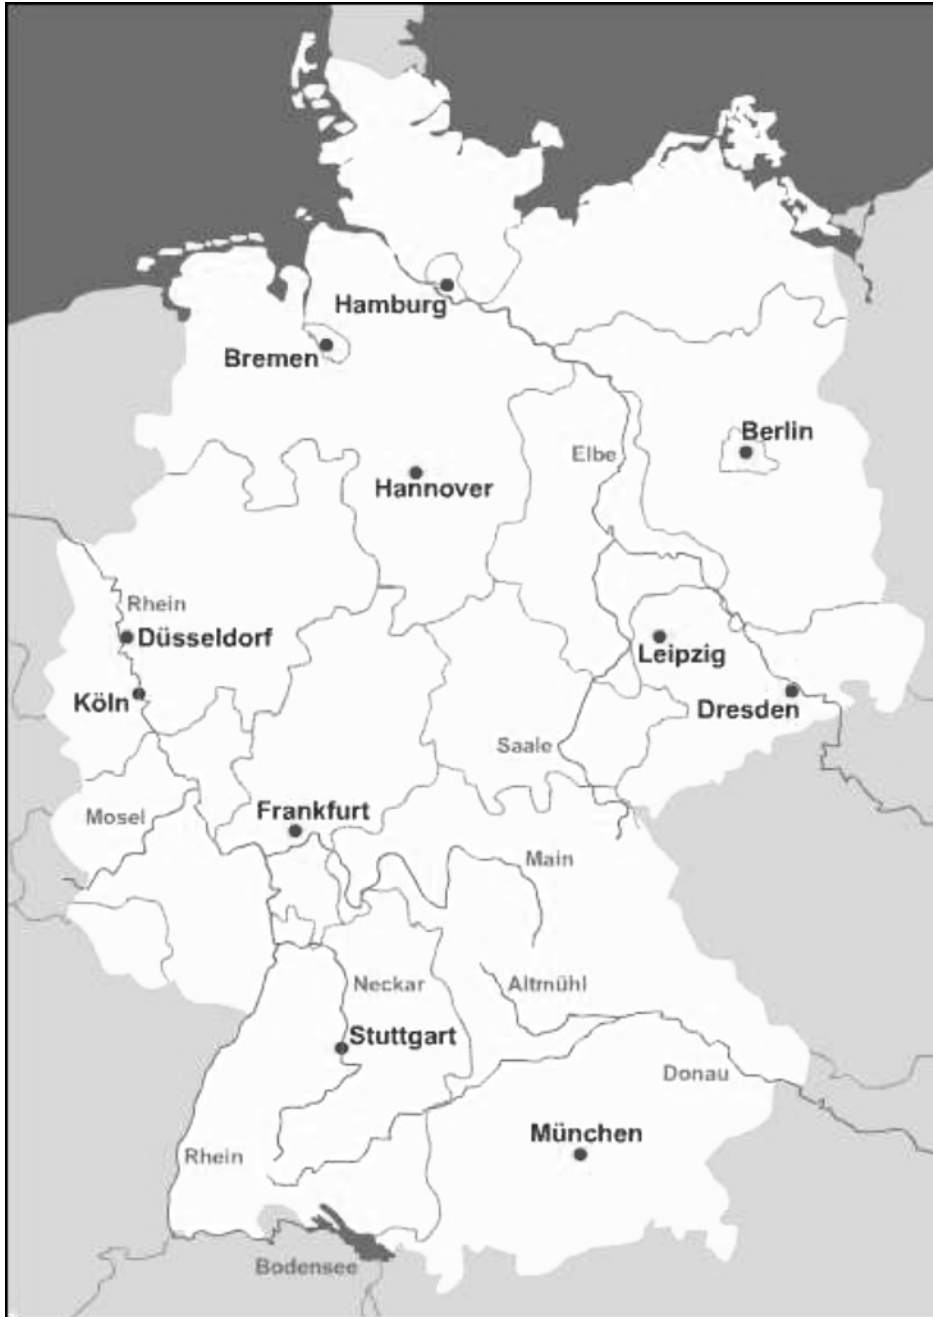 Hamburg
Bremen
Berlin
Elbe
Hannover
Rhein
Düsseldorf
Leipzig
Köln
Dresden
Saale
Mosel
Frankfurt
Main
Neckar
Altmühl
Stuttgart
Donau
München
Rhein
Bodensee